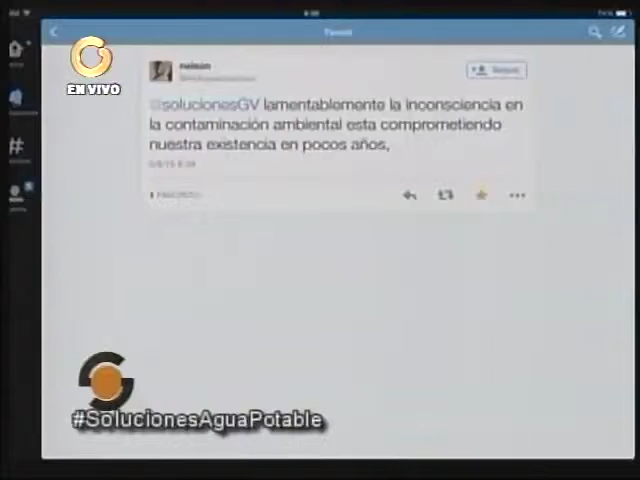 Tweet
EN VIVO
nelson
@solucionesGV lamentablemente la inconsciencia en
la contaminación ambiental esta comprometiendo
nuestra existencia en pocos años,
#SolucionesAguaPotable